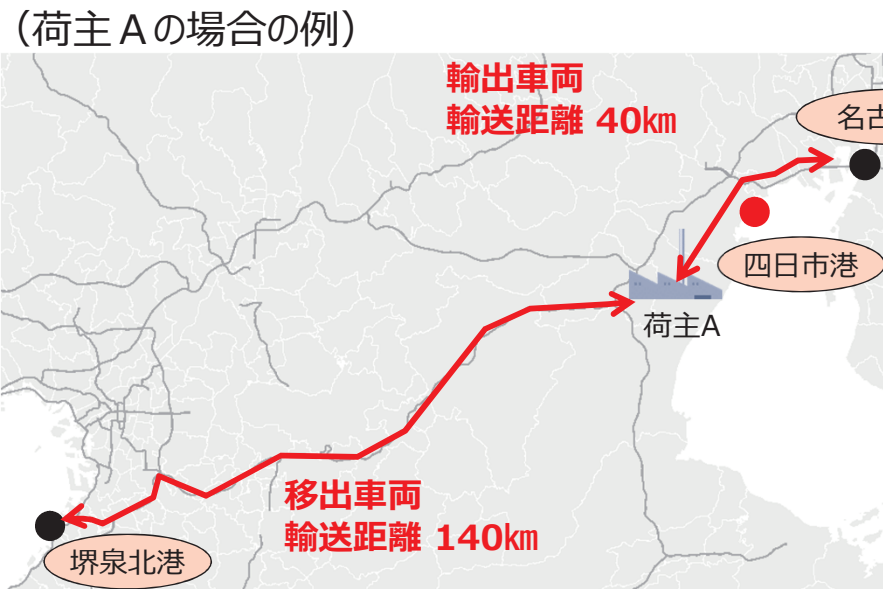 （荷主Aの場合の例）
輸出車両
輸送距離 40㎞
名古
四日市港
荷主A
移出車両
輸送距離 140㎞
堺泉北港